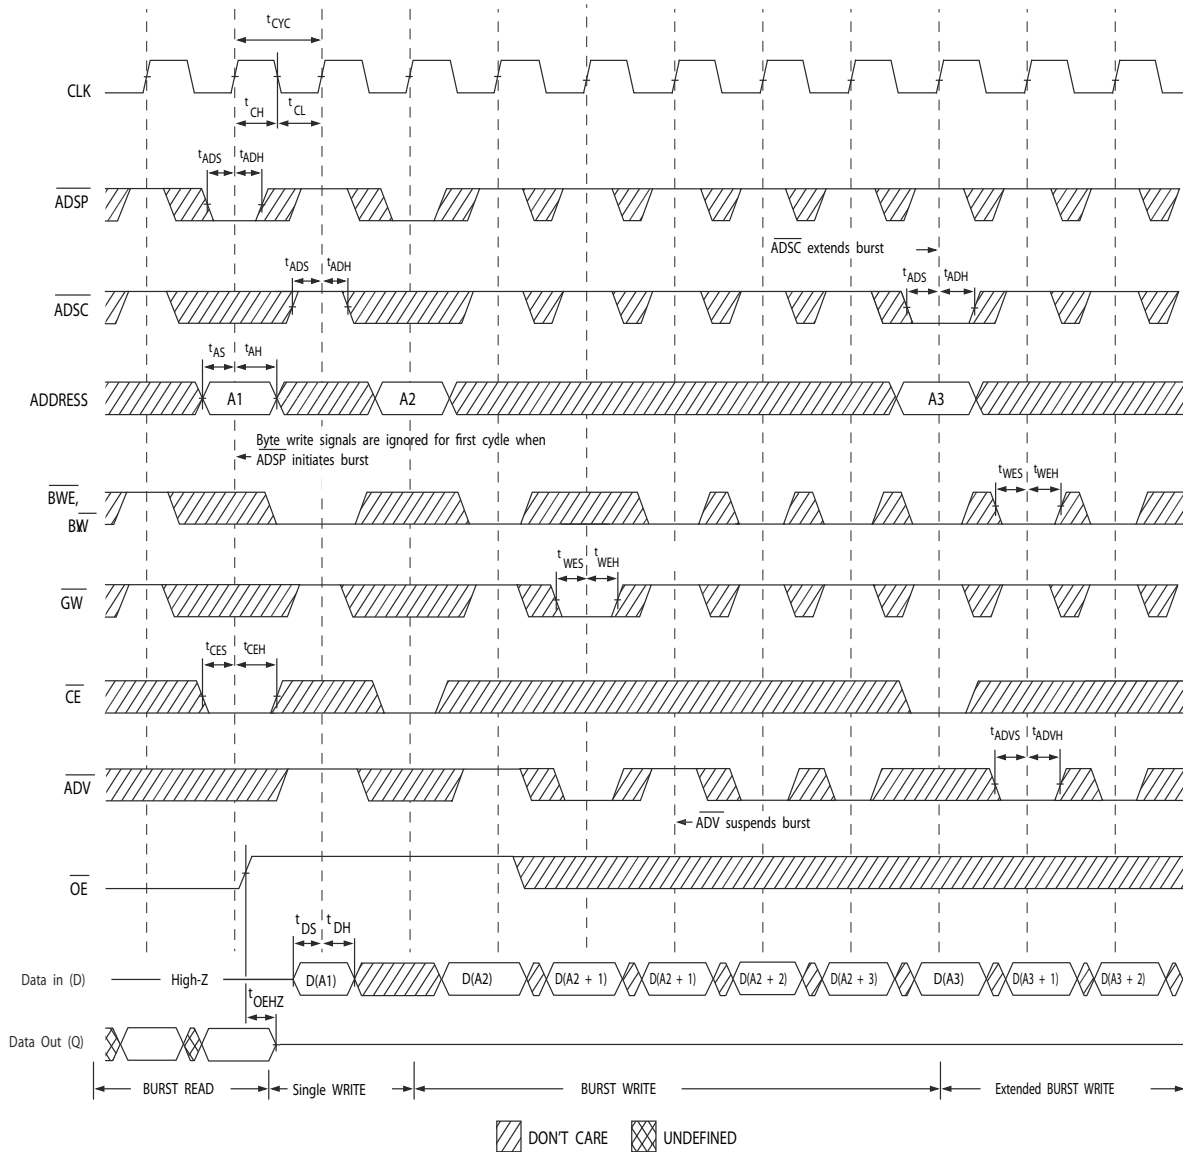 tCYC
CLK
tCH
tCL
tADS
tADH
ADSP
ADSC extends burst
tADS
tADH
tADS
tADH
ADSC
tAS
tAH
ADDRESS
A1
A2
A3
Byte write signals are ignored for first cycle when
ADSP initiates burst
tWES
tWEH
BWE,
BWX
tWES
tWEH
GW
tCES
tCEH
CE
tADVS
tADVH
ADV
ADV suspends burst
OE
tDS
tDH
Data in (D)
High-Z
D(A1)
D(A2)
D(A2 + 1)
D(A2 + 1)
D(A2 + 2)
D(A2 + 3)
D(A3)
D(A3 + 1)
D(A3 + 2)
tOEHZ
Data Out (Q)
BURST READ
Single WRITE
BURST WRITE
Extended BURST WRITE
DON'T CARE
UNDEFINED